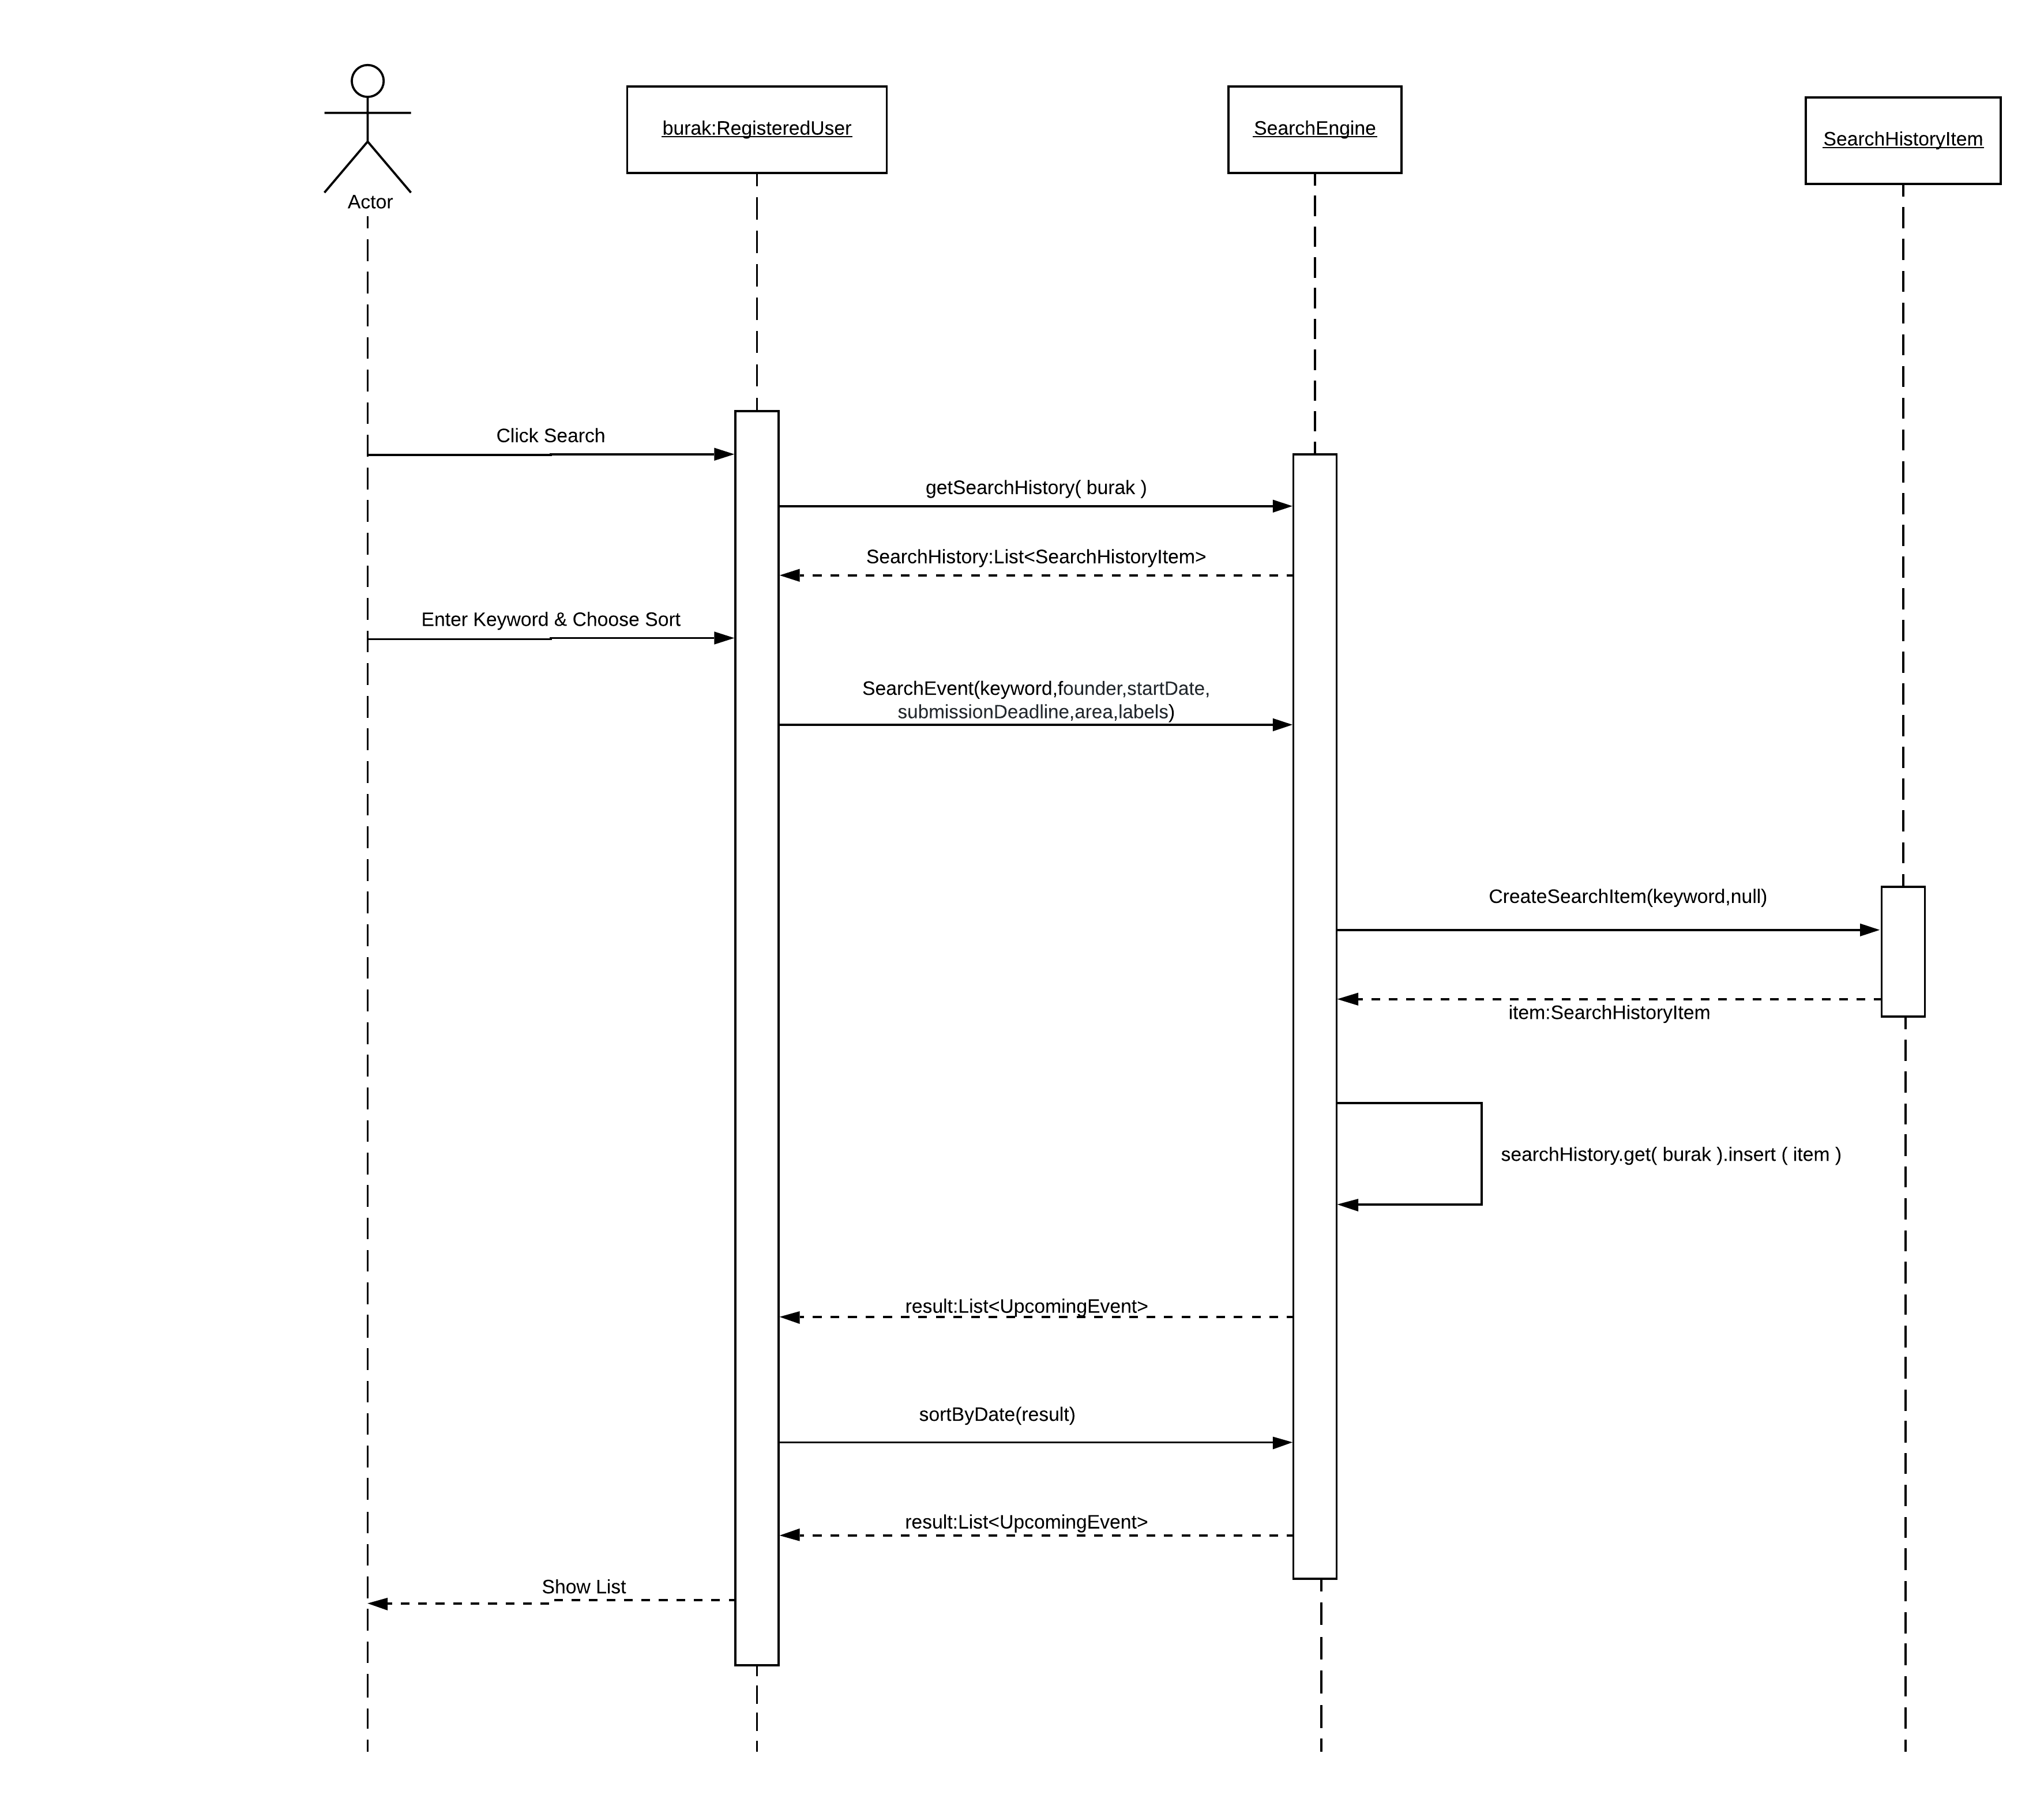 burak:RegisteredUser
SearchEngine
SearchHistoryItem
Actor
Click Search
getSearchHistory( burak )
SearchHistory:List<SearchHistoryItem>
Enter Keyword & Choose Sort
SearchEvent(keyword,founder,startDate,
submissionDeadline,area,labels)
CreateSearchItem(keyword,null)
item:SearchHistoryItem
searchHistory.get( burak ).insert ( item )
result:List<UpcomingEvent>
sortByDate(result)
result:List<UpcomingEvent>
Show List